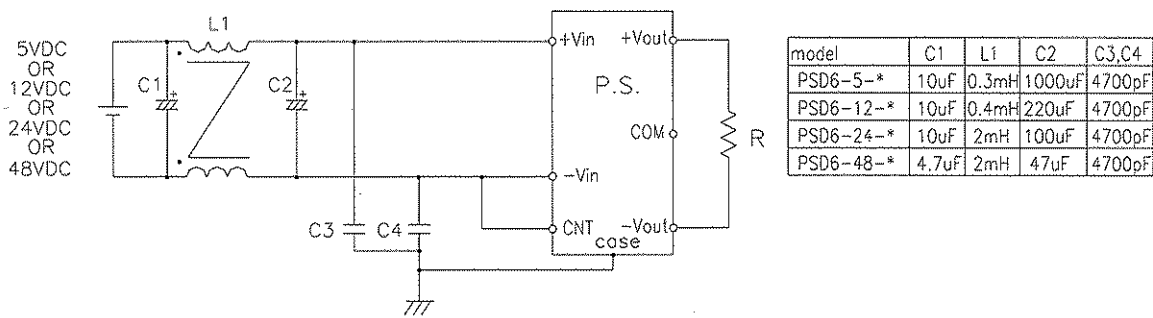 L1
5VDC
OR
12VDC
OR
24VDC
OR
48VDC
C1
+
C2
+
+Vin
+Vout
P.S.
COM
R
-Vin
CNT
-Vout
case
C3
C4
model C1 L1 C2 C3,C4
PSD6-5-* 10uF 0.3mH 1000uF 4700pF
PSD6-12-* 10uF 0.4mH 220uF 4700pF
PSD6-24-* 10uF 2mH 100uF 4700pF
PSD6-48-* 4.7uF 2mH 47uF 4700pF